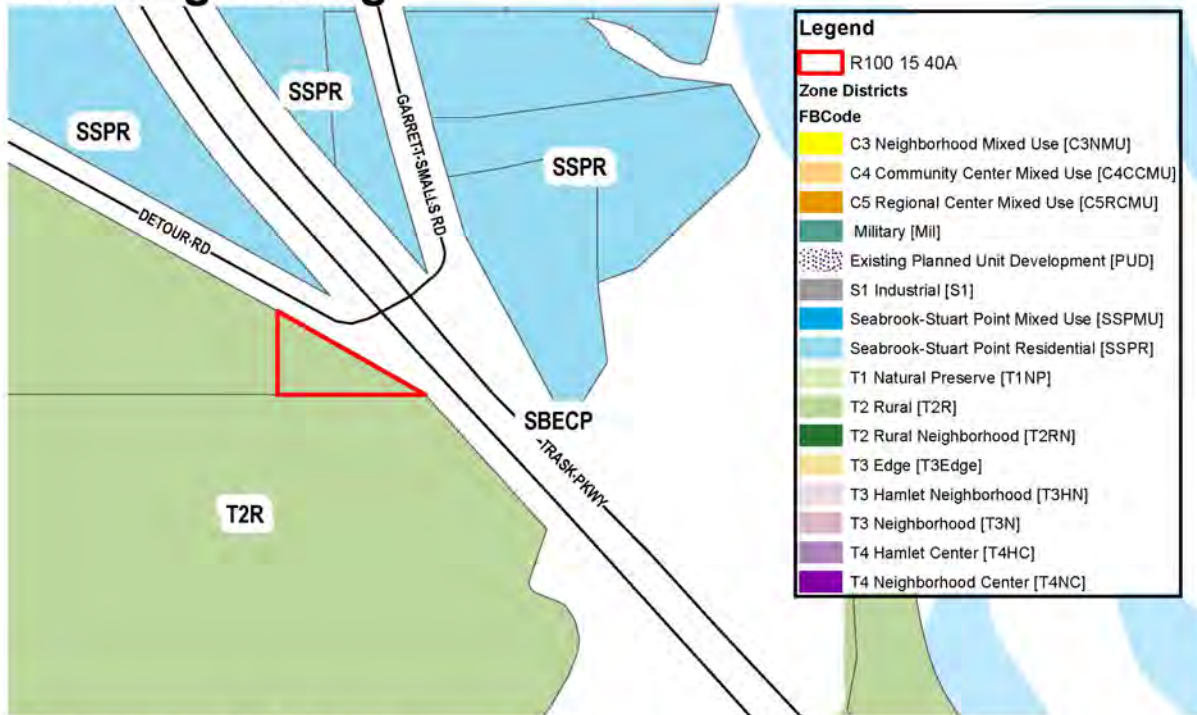 SSPR
SSPR
SSPR
GARRETT-SMALLS RD
DETOUR-RD
SBECP
TRASK-PKWY
T2R
Legend
R100 15 40A
Zone Districts
FBCode
C3 Neighborhood Mixed Use [C3NMU]
C4 Community Center Mixed Use [C4CCMU]
C5 Regional Center Mixed Use [C5RCMU]
Military [Mil]
Existing Planned Unit Development [PUD]
S1 Industrial [S1]
Seabrook-Stuart Point Mixed Use [SSPMU]
Seabrook-Stuart Point Residential [SSPR]
T1 Natural Preserve [T1NP]
T2 Rural [T2R]
T2 Rural Neighborhood [T2RN]
T3 Edge [T3Edge]
T3 Hamlet Neighborhood [T3HN]
T3 Neighborhood [T3N]
T4 Hamlet Center [T4HC]
T4 Neighborhood Center [T4NC]